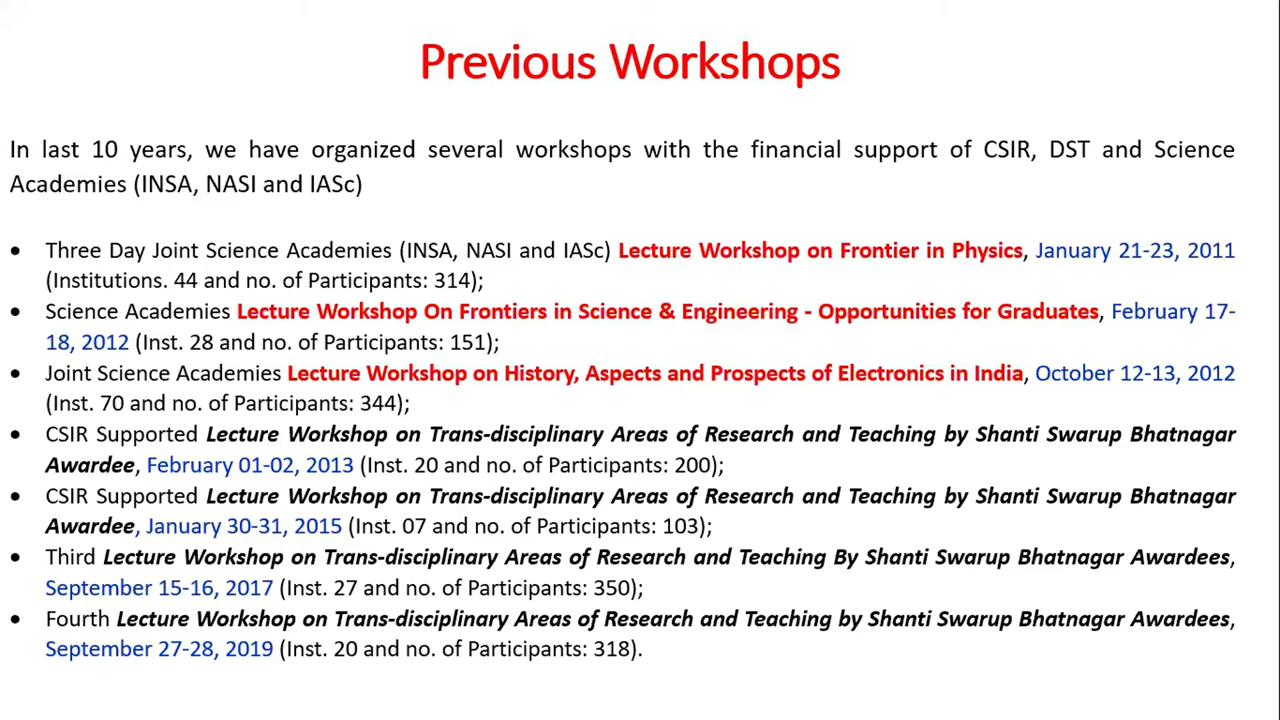 Previous Workshops
In last 10 years, we have organized several workshops with the financial support of CSIR, DST and Science
Academies (INSA, NASI and IASc)
• Three Day Joint Science Academies (INSA, NASI and IASc) Lecture Workshop on Frontier in Physics, January 21-23, 2011
(Institutions. 44 and no. of Participants: 314);
• Science Academies Lecture Workshop On Frontiers in Science & Engineering - Opportunities for Graduates, February 17-
18, 2012 (Inst. 28 and no. of Participants: 151);
• Joint Science Academies Lecture Workshop on History, Aspects and Prospects of Electronics in India, October 12-13, 2012
(Inst. 70 and no. of Participants: 344);
• CSIR Supported Lecture Workshop on Trans-disciplinary Areas of Research and Teaching by Shanti Swarup Bhatnagar
Awardee, February 01-02, 2013 (Inst. 20 and no. of Participants: 200);
• CSIR Supported Lecture Workshop on Trans-disciplinary Areas of Research and Teaching by Shanti Swarup Bhatnagar
Awardee, January 30-31, 2015 (Inst. 07 and no. of Participants: 103);
• Third Lecture Workshop on Trans-disciplinary Areas of Research and Teaching By Shanti Swarup Bhatnagar Awardees,
September 15-16, 2017 (Inst. 27 and no. of Participants: 350);
• Fourth Lecture Workshop on Trans-disciplinary Areas of Research and Teaching by Shanti Swarup Bhatnagar Awardees,
September 27-28, 2019 (Inst. 20 and no. of Participants: 318).